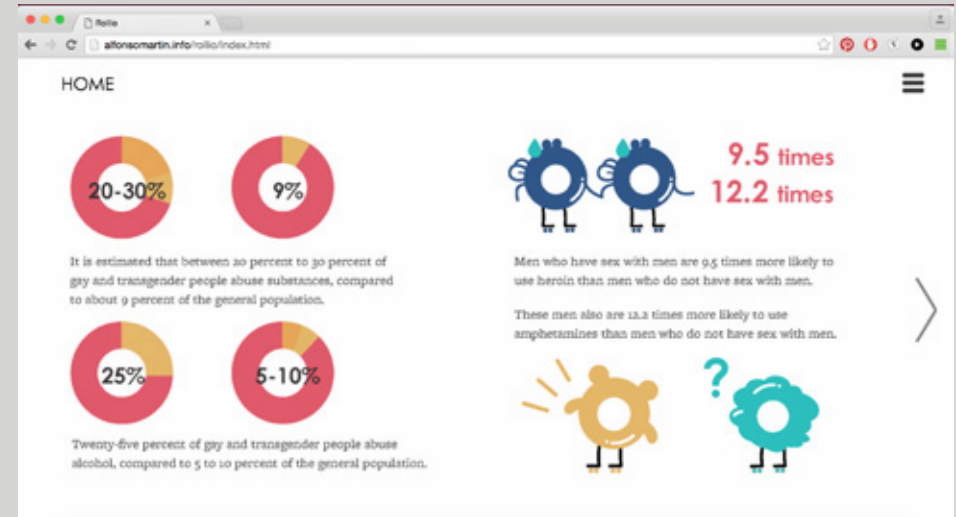 Rollio
alfonsomartin.info/rollio/index.html
HOME
20-30%
9%
It is estimated that between 20 percent to 30 percent of
gay and transgender people abuse substances, compared
to about 9 percent of the general population.
25%
5-10%
Twenty-five percent of gay and transgender people abuse
alcohol, compared to 5 to 10 percent of the general population.
9.5 times
12.2 times
Men who have sex with men are 9.5 times more likely to
use heroin than men who do not have sex with men.
These men also are 12.2 times more likely to use
amphetamines than men who do not have sex with men.
?